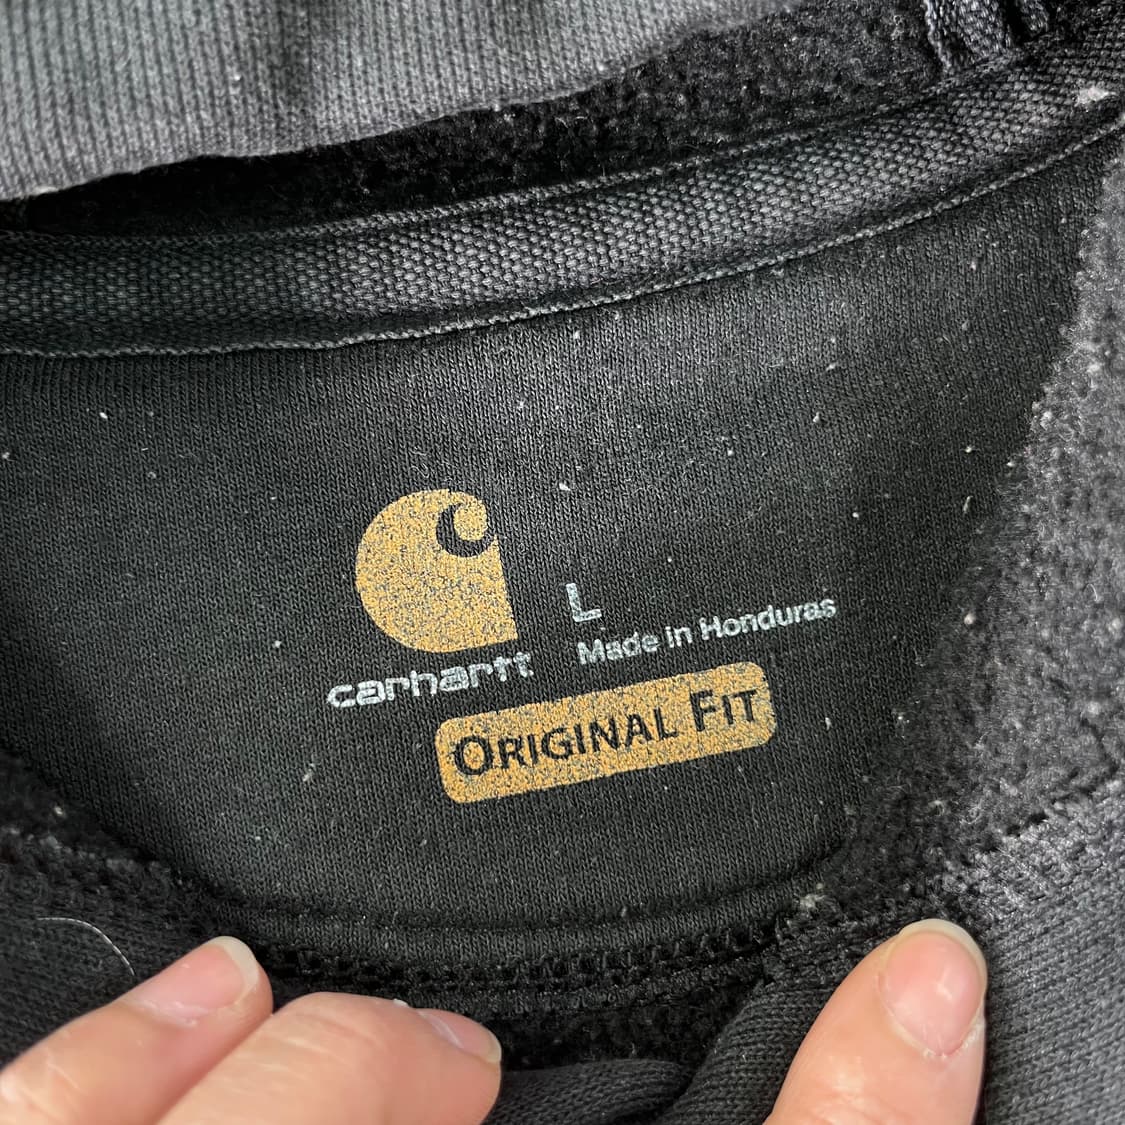 L
Made in Honduras
carhartt
ORIGINAL FIT